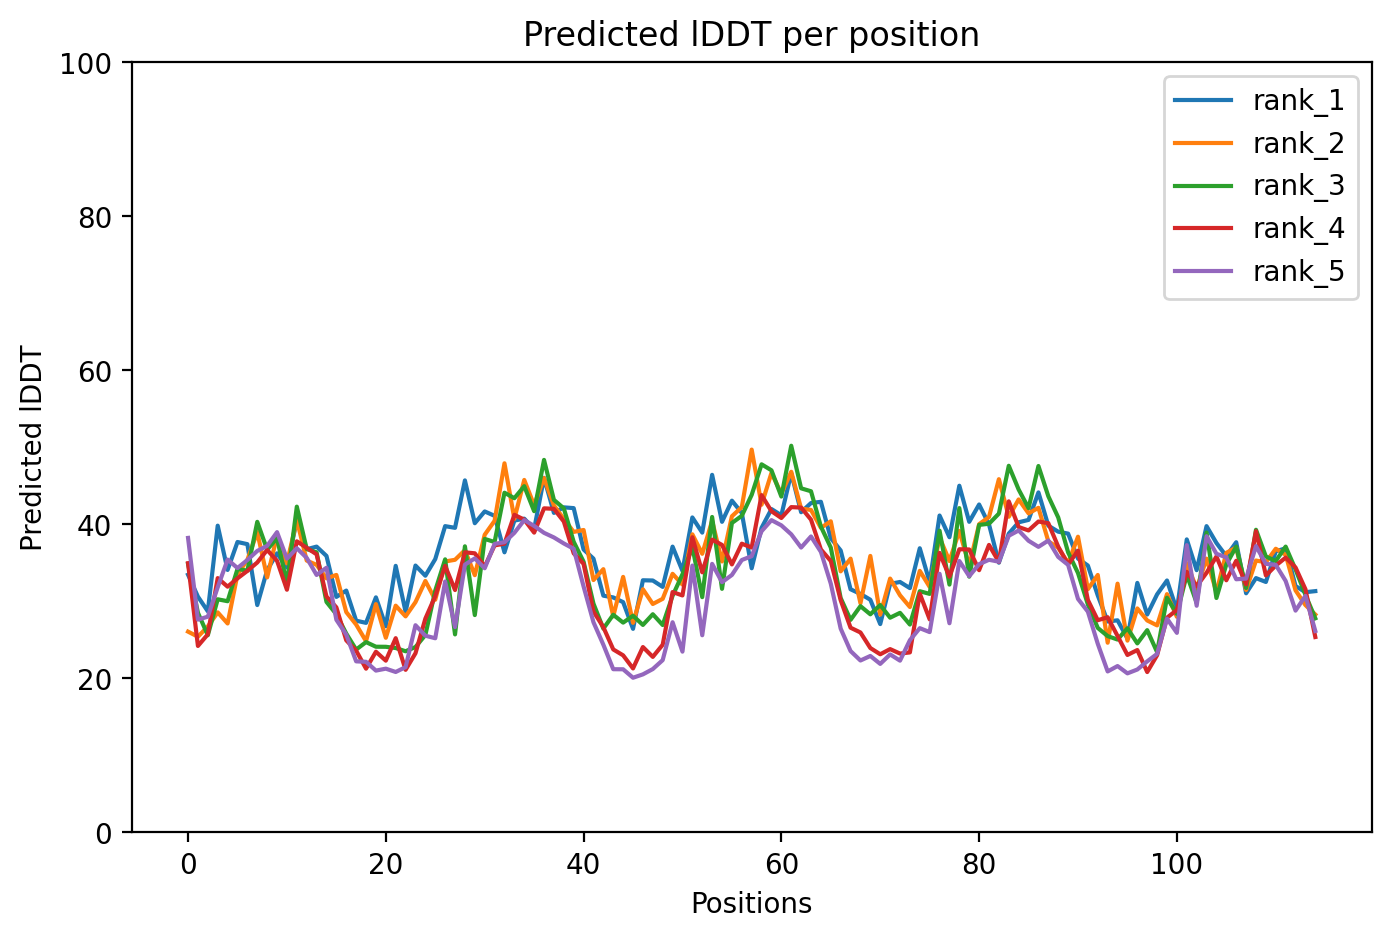 Predicted lDDT per position
100
80
60
40
20
0
Predicted lDDT
0 20 40 60 80 100
Positions
rank_1
rank_2
rank_3
rank_4
rank_5